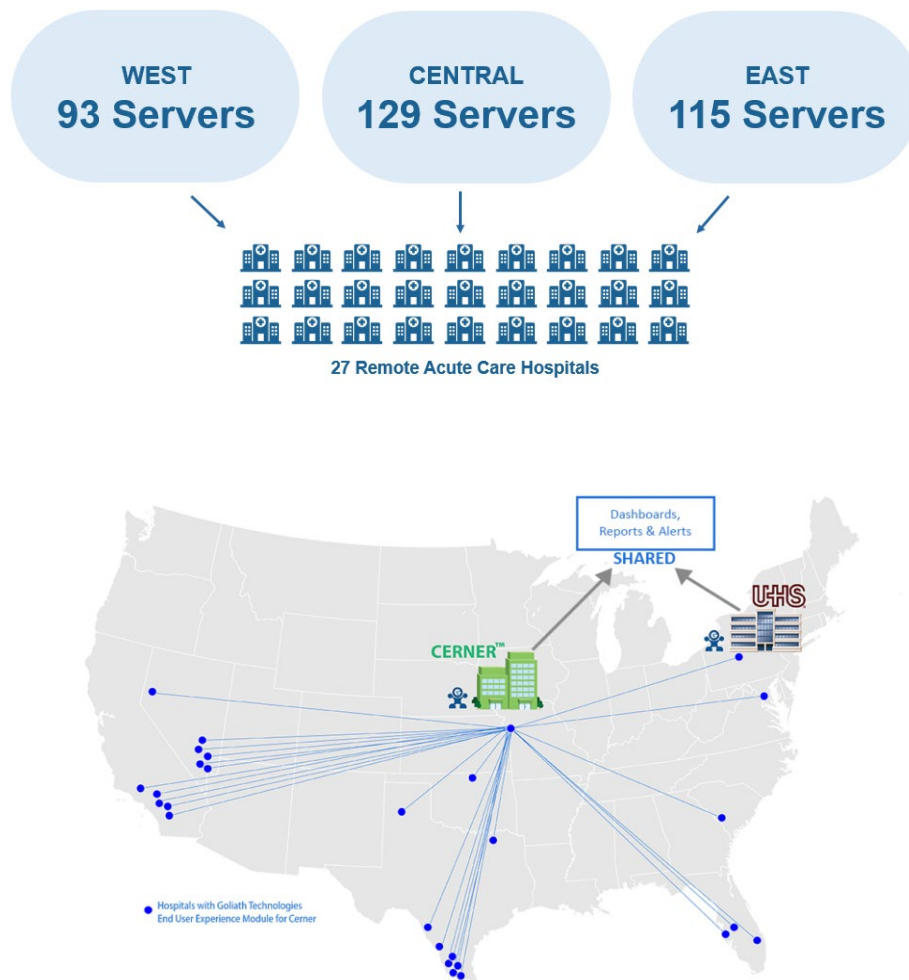 WEST
93 Servers
CENTRAL
129 Servers
EAST
115 Servers
27 Remote Acute Care Hospitals
Dashboards,
Reports & Alerts
SHARED
UHS
CERNER™
Hospitals with Goliath Technologies
End User Experience Module for Cerner